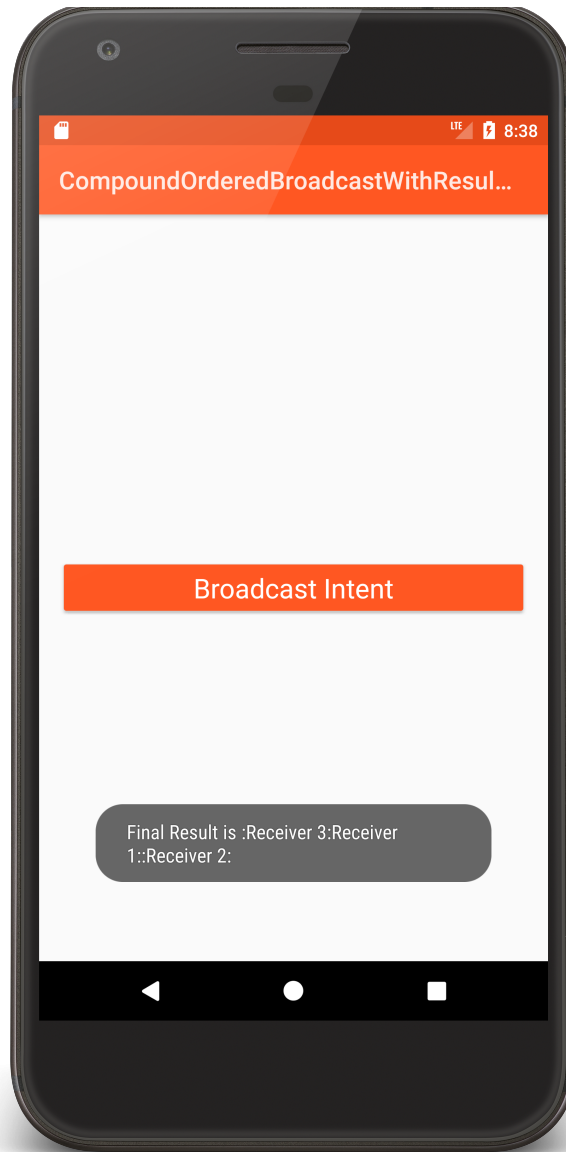 LTE 8:38
CompoundOrderedBroadcastWithResul...
Broadcast Intent
Final Result is :Receiver 3:Receiver
1::Receiver 2: